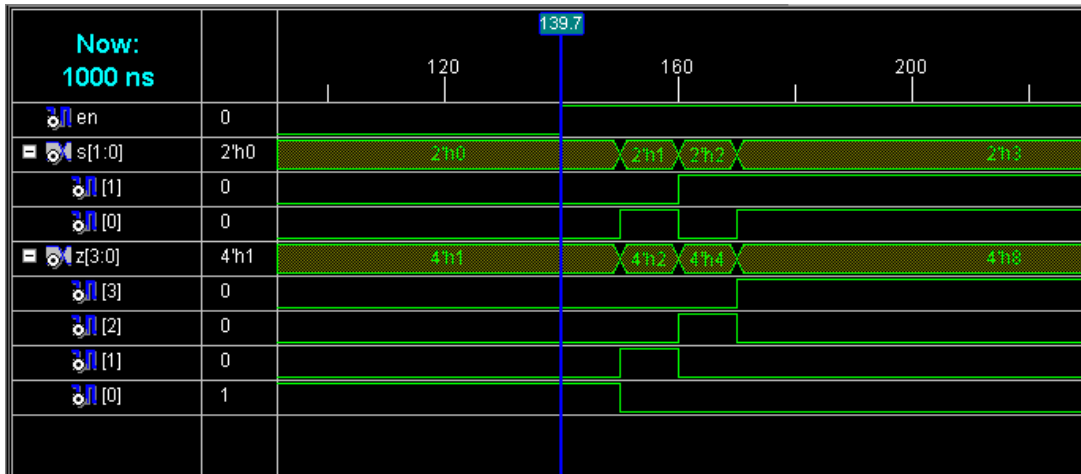 139.7
Now:
1000 ns
120 160 200
en 0
s[1:0] 2'h0 2'h0 2'h1 2'h2 2'h3
[1] 0
[0] 0
z[3:0] 4'h1 4'h1 4'h2 4'h4 4'h8
[3] 0
[2] 0
[1] 0
[0] 1